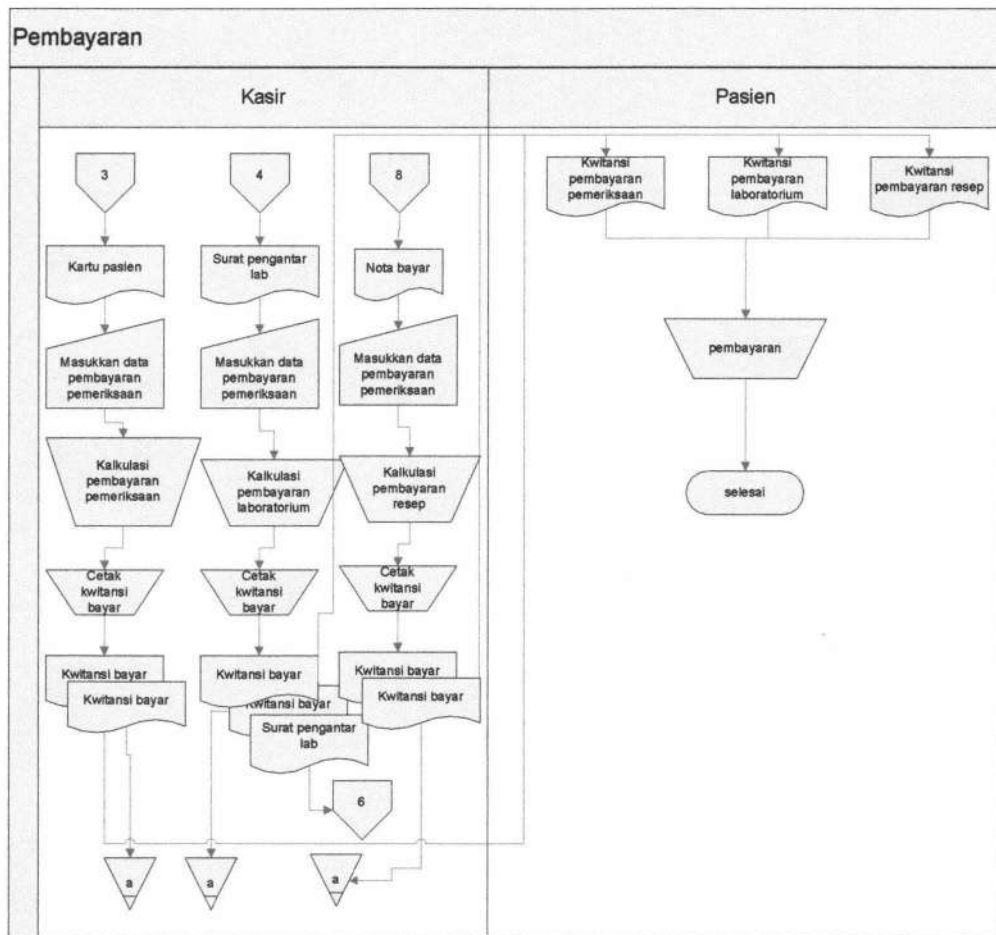 Pembayaran
Kasir
Pasien
3
4
8
Kwitansi
pembayaran
pemeriksaan
Kwitansi
pembayaran
laboratorium
Kwitansi
pembayaran resep
Kartu pasien
Surat pengantar
lab
Nota bayar
Masukkan data
pembayaran
pemeriksaan
Masukkan data
pembayaran
pemeriksaan
Masukkan data
pembayaran
pemeriksaan
pembayaran
Kalkulasi
pembayaran
pemeriksaan
Kalkulasi
pembayaran
laboratorium
Kalkulasi
pembayaran
resep
selesai
Cetak
kwitansi
bayar
Cetak
kwitansi
bayar
Cetak
kwitansi
bayar
Kwitansi bayar
Kwitansi bayar
Kwitansi bayar
Kwitansi bayar
Surat pengantar
lab
Kwitansi bayar
Kwitansi bayar
6
a
a
a